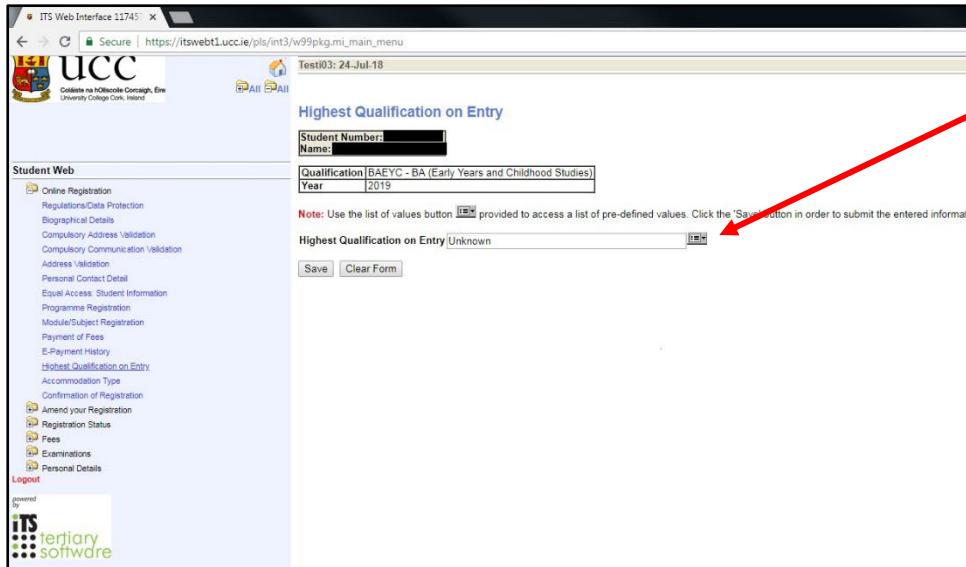 ITS Web Interface 11745
Secure | https://itswebt1.ucc.ie/pls/int3/w99pkg.mi_main_menu
UCC
Coláiste na hOllscoile Corcaigh, Éire
University College Cork, Ireland
All All
Testi03: 24-Jul-18
Highest Qualification on Entry
Student Number:
Name:
Qualification BAEYC - BA (Early Years and Childhood Studies)
Year 2019
Note: Use the list of values button provided to access a list of pre-defined values. Click the 'Save' button in order to submit the entered informat
Highest Qualification on Entry Unknown
Save Clear Form
Student Web
Online Registration
Regulations/Data Protection
Biographical Details
Compulsory Address Validation
Compulsory Communication Validation
Address Validation
Personal Contact Detail
Equal Access: Student Information
Programme Registration
Module/Subject Registration
Payment of Fees
E-Payment History
Highest Qualification on Entry
Accommodation Type
Confirmation of Registration
Amend your Registration
Registration Status
Fees
Examinations
Personal Details
Logout
powered
by
iTS
tertiary
software